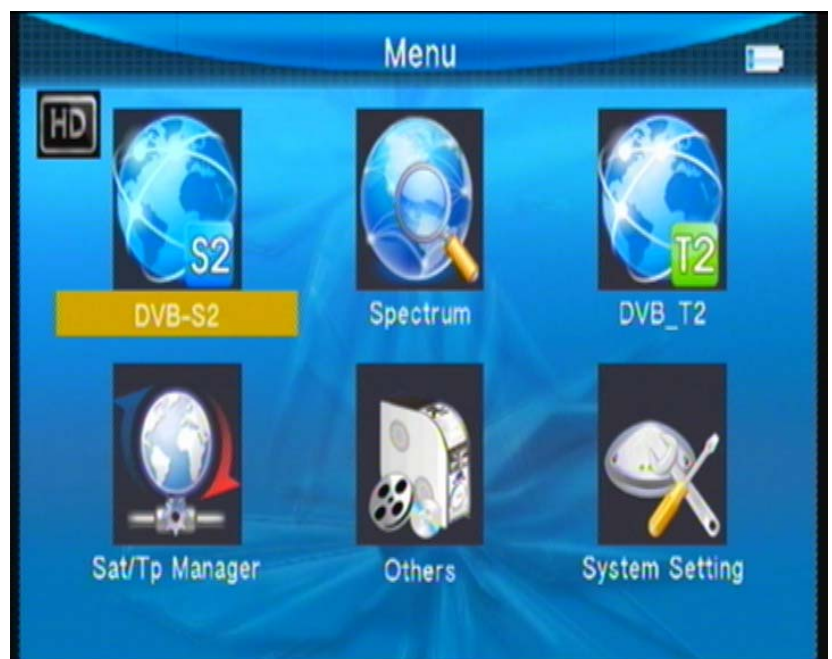 Menu
HD
S2
T2
DVB-S2
Spectrum
DVB_T2
Sat/Tp Manager
Others
System Setting